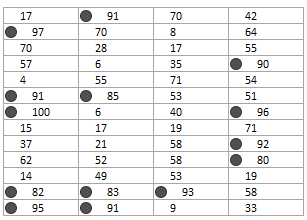 17 91 70 42
97 70 8 64
70 28 17 55
57 6 35 90
4 55 71 54
91 85 53 51
100 6 40 96
15 17 19 71
37 21 58 92
62 52 58 80
14 49 53 19
82 83 93 58
95 91 9 33